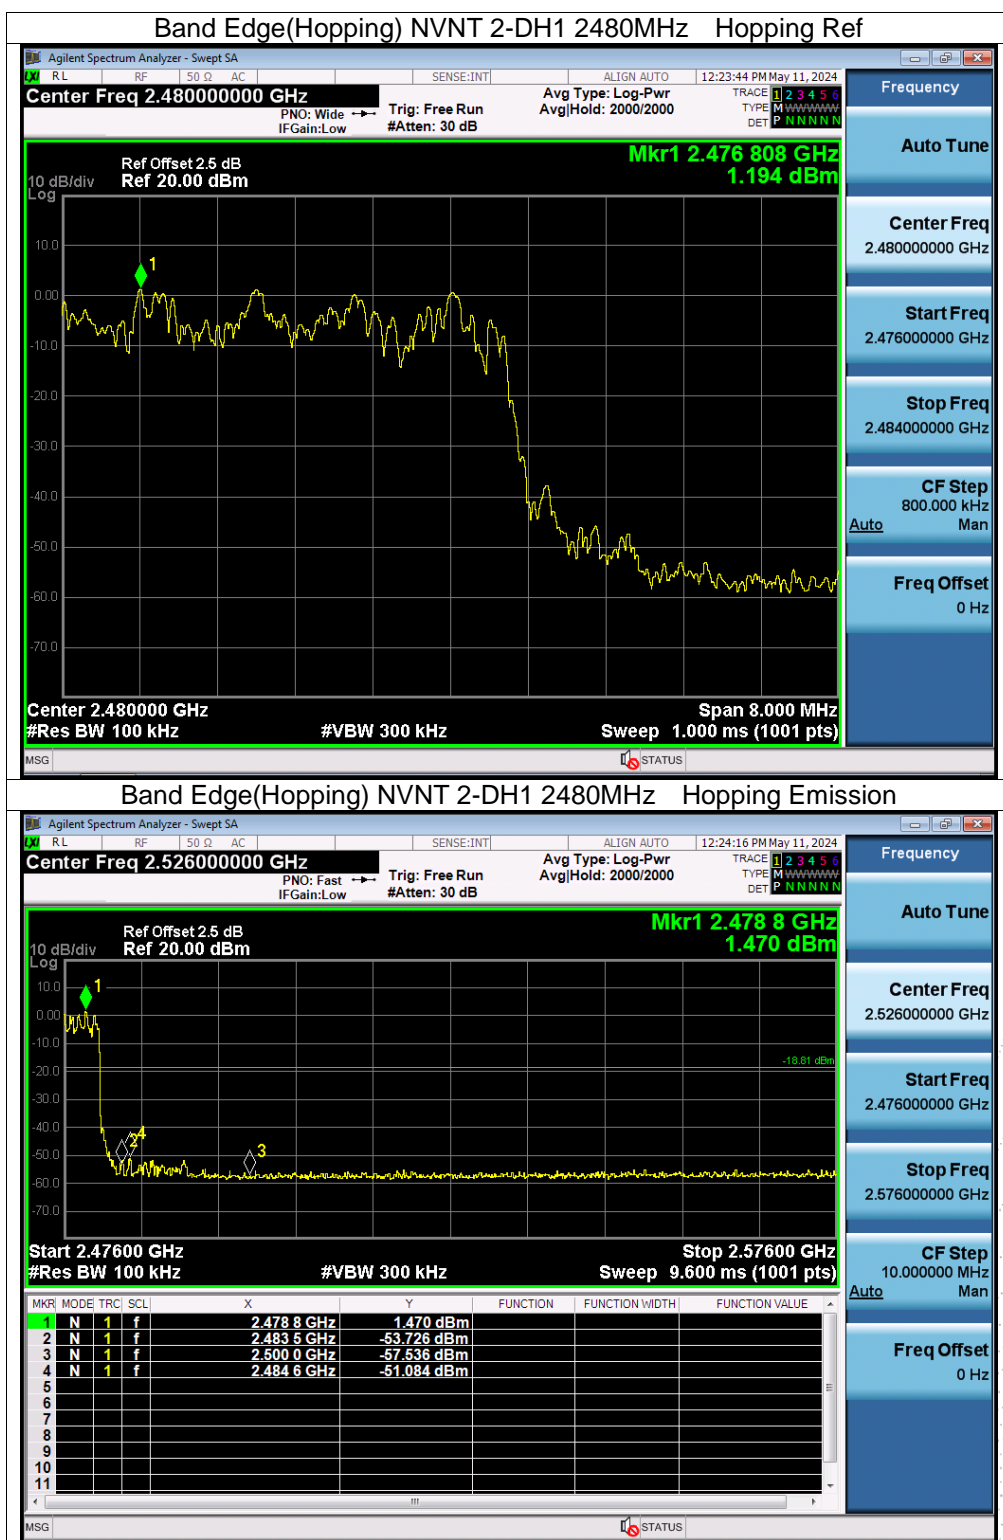 Band Edge(Hopping) NVNT 2-DH1 2480MHz Hopping Ref
Agilent Spectrum Analyzer - Swept SA
LXI RL RF 50 Ω AC SENSE:INT ALIGN AUTO 12:23:44 PM May 11, 2024
Center Freq 2.480000000 GHz
PNO: Wide
IFGain:Low
Trig: Free Run
#Atten: 30 dB
Avg Type: Log-Pwr
Avg|Hold: 2000/2000
TRACE 1 2 3 4 5 6
TYPE M WWWWW
DET P N N N N N
Frequency
Auto Tune
Center Freq
2.480000000 GHz
Start Freq
2.476000000 GHz
Stop Freq
2.484000000 GHz
CF Step
800.000 kHz
Auto Man
Freq Offset
0 Hz
Mkr1 2.476 808 GHz
1.194 dBm
Ref Offset 2.5 dB
10 dB/div Ref 20.00 dBm
Log
10.0
1
0.00
-10.0
-20.0
-30.0
-40.0
-50.0
-60.0
-70.0
Center 2.480000 GHz Span 8.000 MHz
#Res BW 100 kHz #VBW 300 kHz Sweep 1.000 ms (1001 pts)
MSG STATUS
Band Edge(Hopping) NVNT 2-DH1 2480MHz Hopping Emission
Agilent Spectrum Analyzer - Swept SA
LXI RL RF 50 Ω AC SENSE:INT ALIGN AUTO 12:24:16 PM May 11, 2024
Center Freq 2.526000000 GHz
PNO: Fast
IFGain:Low
Trig: Free Run
#Atten: 30 dB
Avg Type: Log-Pwr
Avg|Hold: 2000/2000
TRACE 1 2 3 4 5 6
TYPE M WWWWW
DET P N N N N N
Frequency
Auto Tune
Center Freq
2.526000000 GHz
Start Freq
2.476000000 GHz
Stop Freq
2.576000000 GHz
CF Step
10.000000 MHz
Auto Man
Freq Offset
0 Hz
Mkr1 2.478 8 GHz
1.470 dBm
Ref Offset 2.5 dB
10 dB/div Ref 20.00 dBm
Log
10.0
1
0.00
-10.0
-20.0
-18.81 dBm
-30.0
-40.0
2 4
3
-50.0
-60.0
-70.0
Start 2.47600 GHz Stop 2.57600 GHz
#Res BW 100 kHz #VBW 300 kHz Sweep 9.600 ms (1001 pts)
MKR MODE TRC SCL X Y FUNCTION FUNCTION WIDTH FUNCTION VALUE
1 N 1 f 2.478 8 GHz 1.470 dBm
2 N 1 f 2.483 5 GHz -53.726 dBm
3 N 1 f 2.500 0 GHz -57.536 dBm
4 N 1 f 2.484 6 GHz -51.084 dBm
5
6
7
8
9
10
11
MSG STATUS